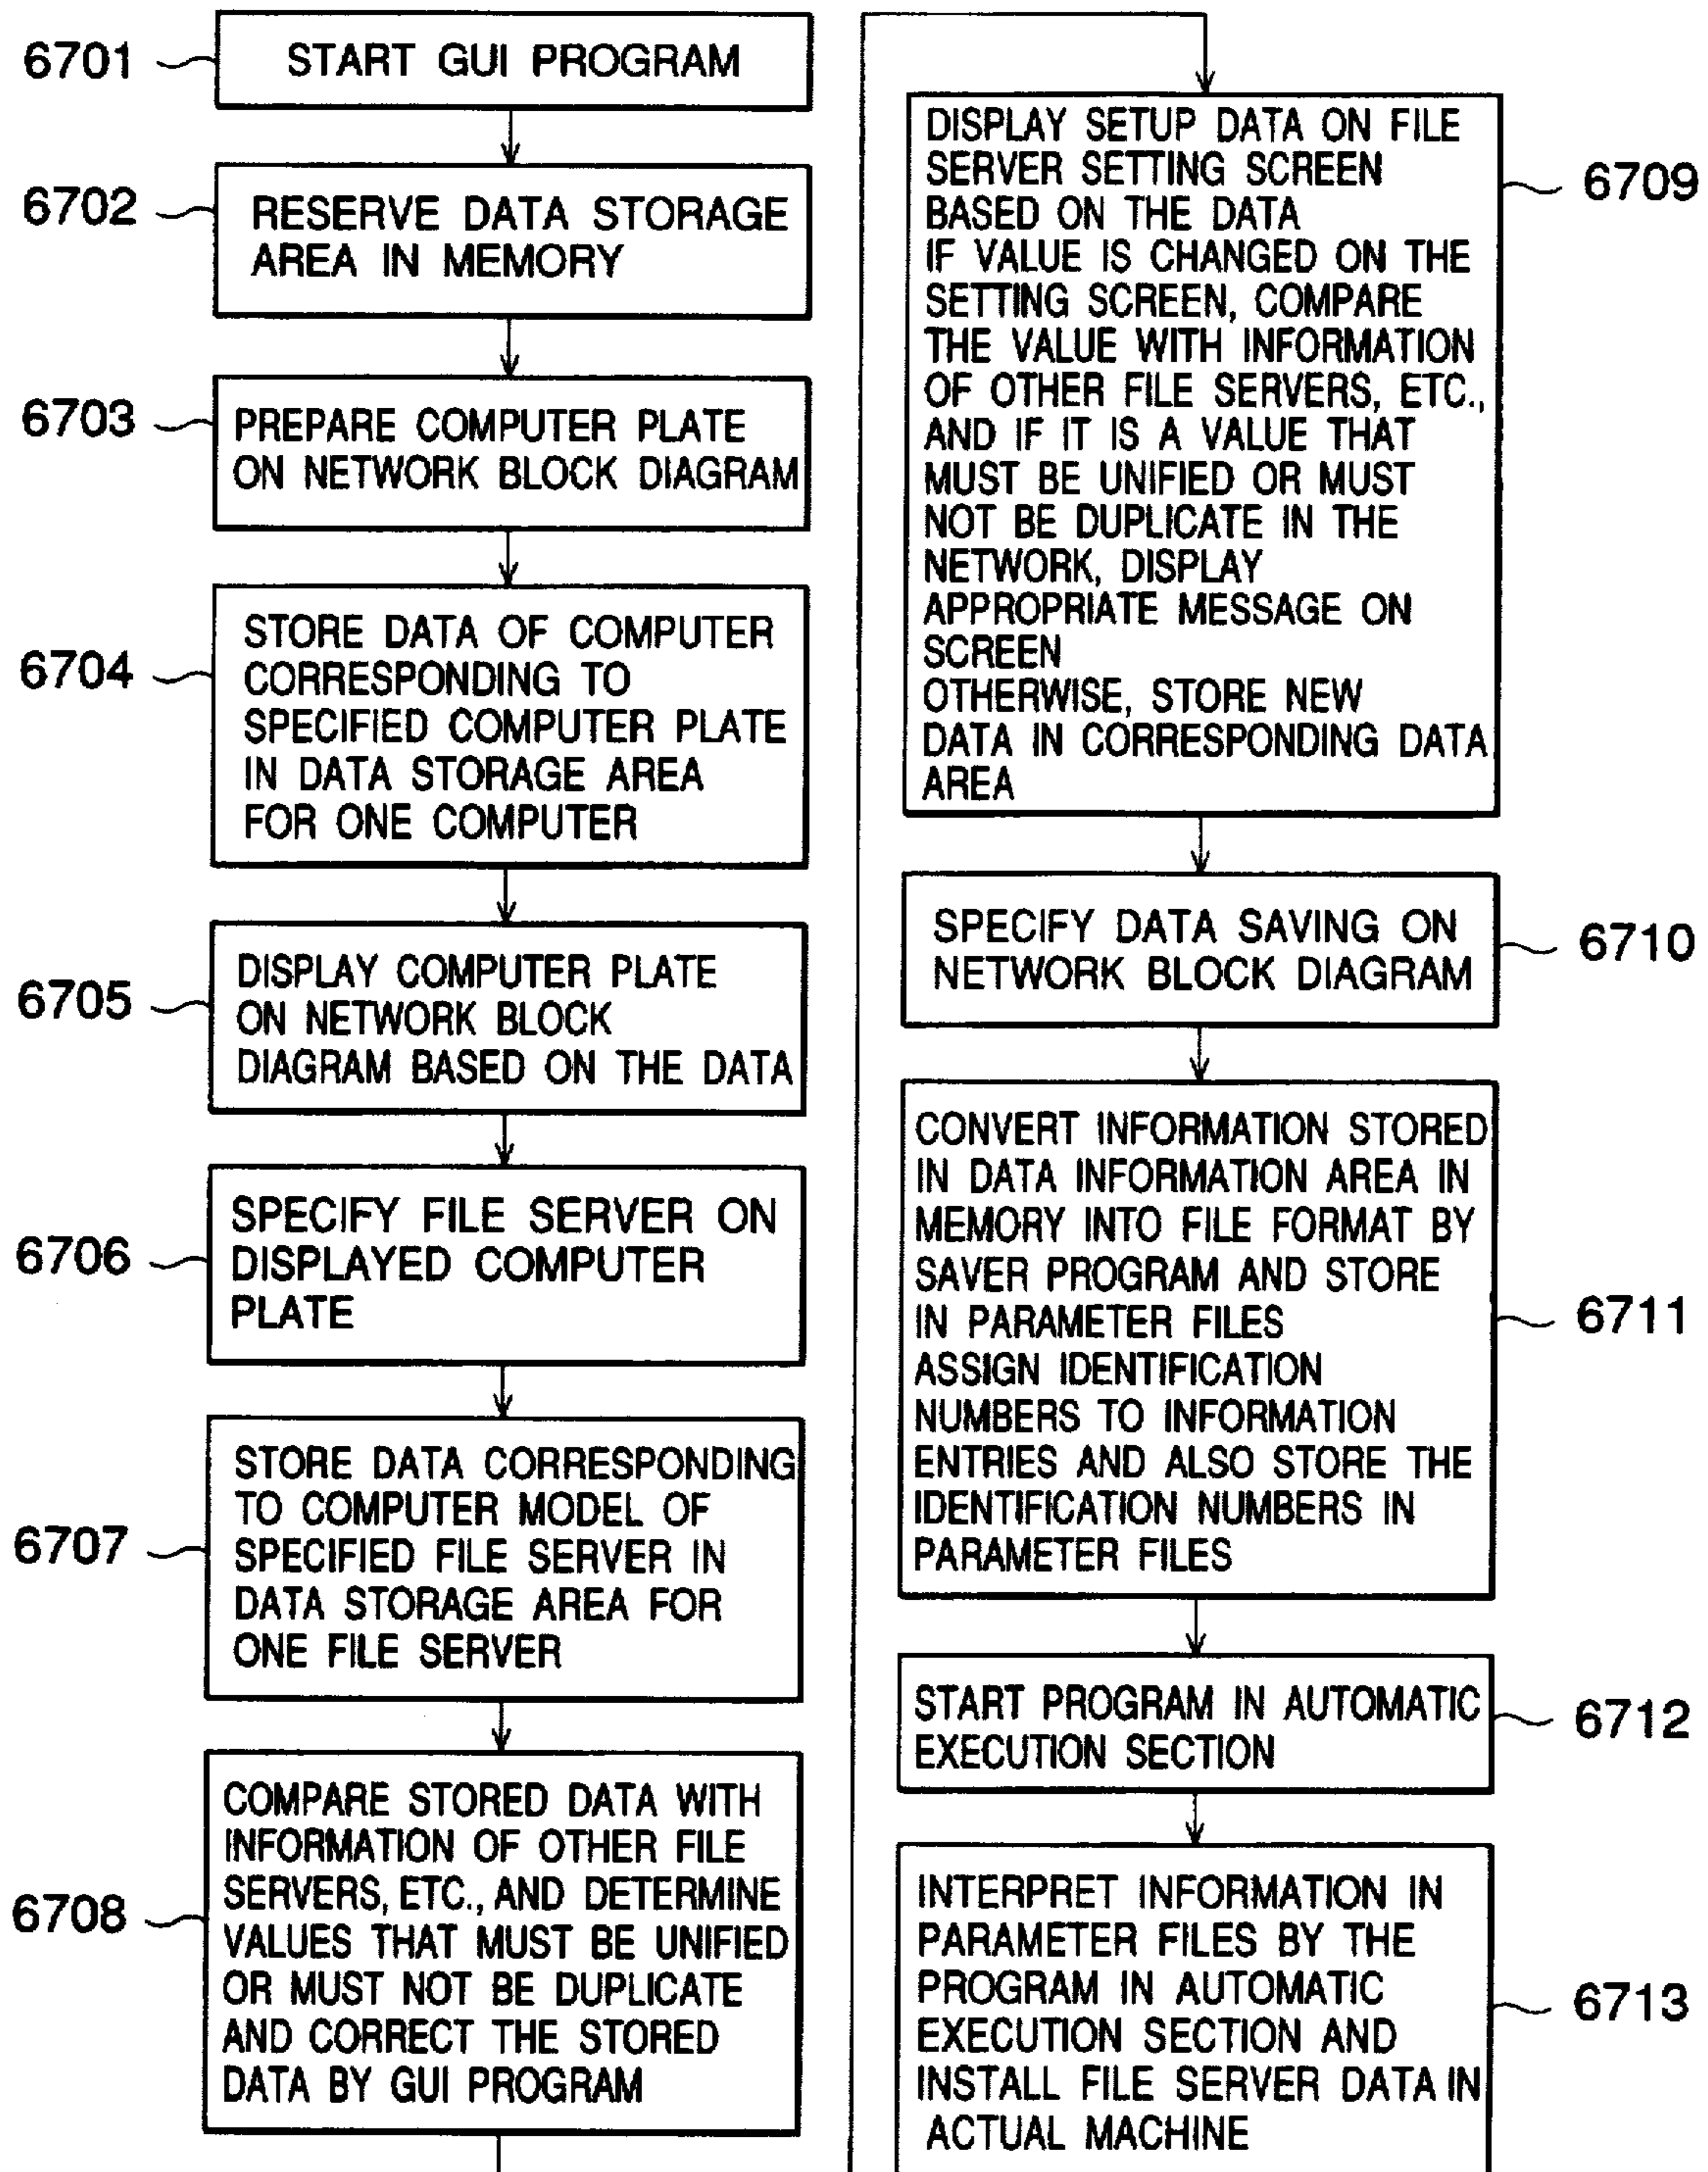 6701
START GUI PROGRAM
6702
RESERVE DATA STORAGE
AREA IN MEMORY
6703
PREPARE COMPUTER PLATE
ON NETWORK BLOCK DIAGRAM
6704
STORE DATA OF COMPUTER
CORRESPONDING TO
SPECIFIED COMPUTER PLATE
IN DATA STORAGE AREA
FOR ONE COMPUTER
6705
DISPLAY COMPUTER PLATE
ON NETWORK BLOCK
DIAGRAM BASED ON THE DATA
6706
SPECIFY FILE SERVER ON
DISPLAYED COMPUTER
PLATE
6707
STORE DATA CORRESPONDING
TO COMPUTER MODEL OF
SPECIFIED FILE SERVER IN
DATA STORAGE AREA FOR
ONE FILE SERVER
6708
COMPARE STORED DATA WITH
INFORMATION OF OTHER FILE
SERVERS, ETC., AND DETERMINE
VALUES THAT MUST BE UNIFIED
OR MUST NOT BE DUPLICATE
AND CORRECT THE STORED
DATA BY GUI PROGRAM
DISPLAY SETUP DATA ON FILE
SERVER SETTING SCREEN
BASED ON THE DATA
IF VALUE IS CHANGED ON THE
SETTING SCREEN, COMPARE
THE VALUE WITH INFORMATION
OF OTHER FILE SERVERS, ETC.,
AND IF IT IS A VALUE THAT
MUST BE UNIFIED OR MUST
NOT BE DUPLICATE IN THE
NETWORK, DISPLAY
APPROPRIATE MESSAGE ON
SCREEN
OTHERWISE, STORE NEW
DATA IN CORRESPONDING DATA
AREA
6709
SPECIFY DATA SAVING ON
NETWORK BLOCK DIAGRAM
6710
CONVERT INFORMATION STORED
IN DATA INFORMATION AREA IN
MEMORY INTO FILE FORMAT BY
SAVER PROGRAM AND STORE
IN PARAMETER FILES
ASSIGN IDENTIFICATION
NUMBERS TO INFORMATION
ENTRIES AND ALSO STORE THE
IDENTIFICATION NUMBERS IN
PARAMETER FILES
6711
START PROGRAM IN AUTOMATIC
EXECUTION SECTION
6712
INTERPRET INFORMATION IN
PARAMETER FILES BY THE
PROGRAM IN AUTOMATIC
EXECUTION SECTION AND
INSTALL FILE SERVER DATA IN
ACTUAL MACHINE
6713